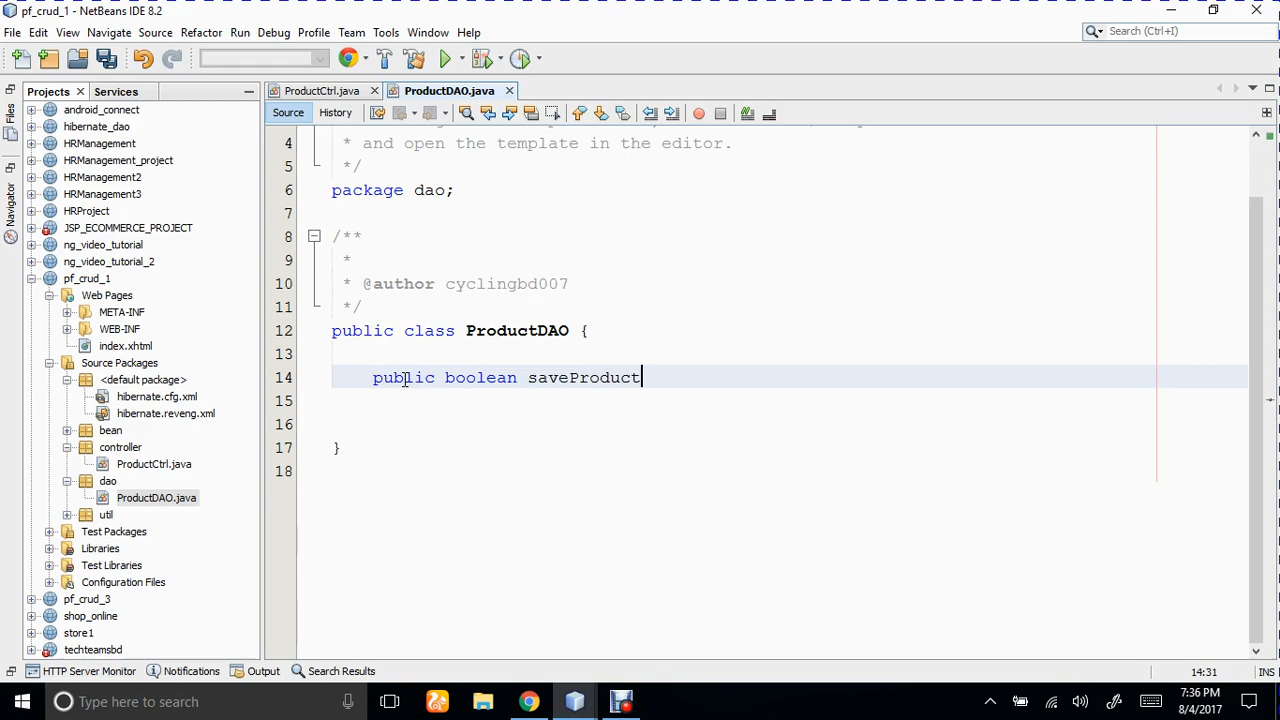 pf_crud_1 - NetBeans IDE 8.2
File Edit View Navigate Source Refactor Run Debug Profile Team Tools Window Help
Search (Ctrl+I)
Projects
Services
ProductCtrl.java
ProductDAO.java
Source
History
Files
Navigator
android_connect
hibernate_dao
HRManagement
HRManagement_project
HRManagement2
HRManagement3
HRProject
JSP_ECOMMERCE_PROJECT
ng_video_tutorial
ng_video_tutorial_2
pf_crud_1
Web Pages
META-INF
WEB-INF
index.xhtml
Source Packages
<default package>
hibernate.cfg.xml
hibernate.reveng.xml
bean
controller
ProductCtrl.java
dao
ProductDAO.java
util
Test Packages
Libraries
Test Libraries
Configuration Files
pf_crud_3
shop_online
store1
techteamsbd
4 * and open the template in the editor.
5 */
6 package dao;
7
8 /**
9 *
10 * @author cyclingbd007
11 */
12 public class ProductDAO {
13
14 public boolean saveProduct
15
16
17 }
18
HTTP Server Monitor
Notifications
Output
Search Results
14:31
INS
Type here to search
7:36 PM
8/4/2017